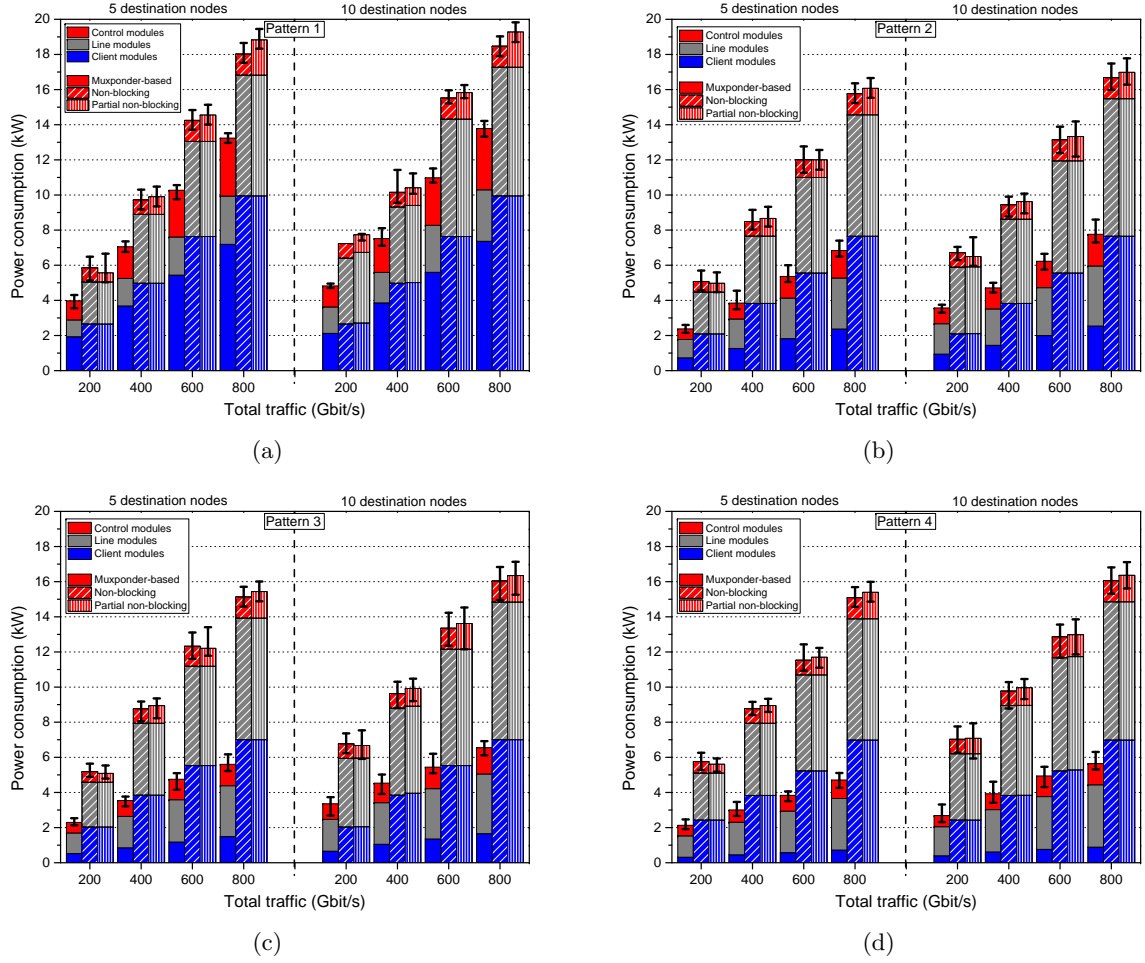 5 destination nodes 10 destination nodes
Pattern 1
Control modules
Line modules
Client modules
Muxponder-based
Non-blocking
Partial non-blocking
Power consumption (kW)
20
18
16
14
12
10
8
6
4
2
0
200 400 600 800 200 400 600 800
Total traffic (Gbit/s)
(a)
5 destination nodes 10 destination nodes
Pattern 2
Control modules
Line modules
Client modules
Muxponder-based
Non-blocking
Partial non-blocking
Power consumption (kW)
20
18
16
14
12
10
8
6
4
2
0
200 400 600 800 200 400 600 800
Total traffic (Gbit/s)
(b)
5 destination nodes 10 destination nodes
Pattern 3
Control modules
Line modules
Client modules
Muxponder-based
Non-blocking
Partial non-blocking
Power consumption (kW)
20
18
16
14
12
10
8
6
4
2
0
200 400 600 800 200 400 600 800
Total traffic (Gbit/s)
(c)
5 destination nodes 10 destination nodes
Pattern 4
Control modules
Line modules
Client modules
Muxponder-based
Non-blocking
Partial non-blocking
Power consumption (kW)
20
18
16
14
12
10
8
6
4
2
0
200 400 600 800 200 400 600 800
Total traffic (Gbit/s)
(d)